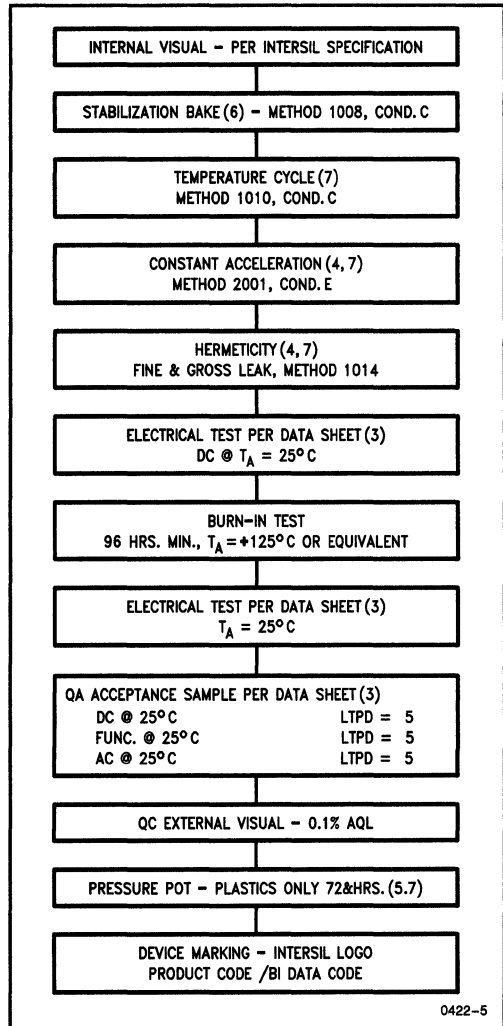 INTERNAL VISUAL – PER INTERSIL SPECIFICATION
STABILIZATION BAKE(6) – METHOD 1008, COND.C
TEMPERATURE CYCLE(7)
METHOD 1010, COND.C
CONSTANT ACCELERATION(4,7)
METHOD 2001, COND.E
HERMETICITY(4,7)
FINE & GROSS LEAK, METHOD 1014
ELECTRICAL TEST PER DATA SHEET(3)
DC @ TA = 25°C
BURN-IN TEST
96 HRS. MIN., TA=+125°C OR EQUIVALENT
ELECTRICAL TEST PER DATA SHEET(3)
TA = 25°C
QA ACCEPTANCE SAMPLE PER DATA SHEET(3)
DC @ 25°C LTPD = 5
FUNC. @ 25°C LTPD = 5
AC @ 25°C LTPD = 5
QC EXTERNAL VISUAL – 0.1% AQL
PRESSURE POT – PLASTICS ONLY 72&HRS.(5.7)
DEVICE MARKING – INTERSIL LOGO
PRODUCT CODE /BI DATA CODE
0422-5